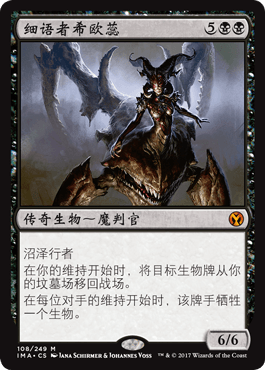 细语者希欧蕊 5
传奇生物～魔判官
沼泽行者
在你的维持开始时，将目标生物牌从你
的坟墓场移回战场。
在每位对手的维持开始时，该牌手牺牲
一个生物。
6/6
108/249 M
IMA • CS Jana Schirmer & Johannes Voss
™ & © 2017 Wizards of the Coast